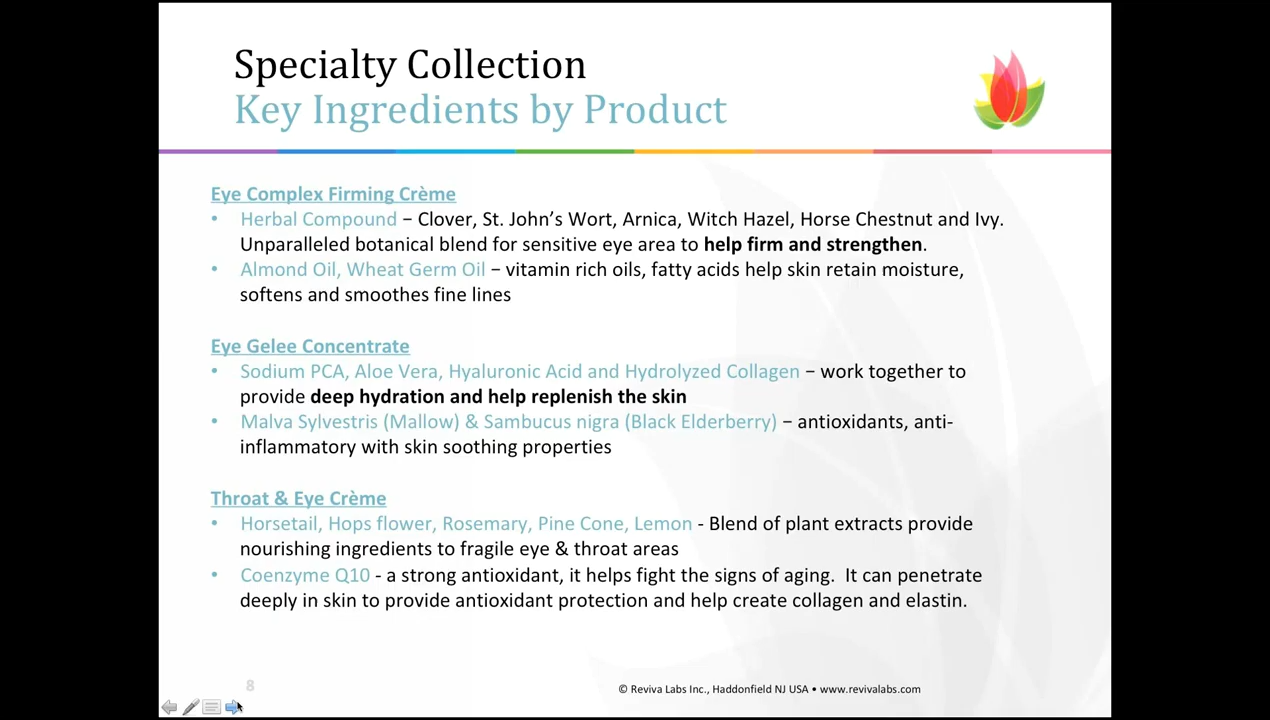 Specialty Collection
Key Ingredients by Product
Eye Complex Firming Crème
• Herbal Compound – Clover, St. John’s Wort, Arnica, Witch Hazel, Horse Chestnut and Ivy.
Unparalleled botanical blend for sensitive eye area to help firm and strengthen.
• Almond Oil, Wheat Germ Oil – vitamin rich oils, fatty acids help skin retain moisture,
softens and smoothes fine lines
Eye Gelee Concentrate
• Sodium PCA, Aloe Vera, Hyaluronic Acid and Hydrolyzed Collagen – work together to
provide deep hydration and help replenish the skin
• Malva Sylvestris (Mallow) & Sambucus nigra (Black Elderberry) – antioxidants, anti-
inflammatory with skin soothing properties
Throat & Eye Crème
• Horsetail, Hops flower, Rosemary, Pine Cone, Lemon - Blend of plant extracts provide
nourishing ingredients to fragile eye & throat areas
• Coenzyme Q10 - a strong antioxidant, it helps fight the signs of aging.  It can penetrate
deeply in skin to provide antioxidant protection and help create collagen and elastin.
8
© Reviva Labs Inc., Haddonfield NJ USA • www.revivalabs.com